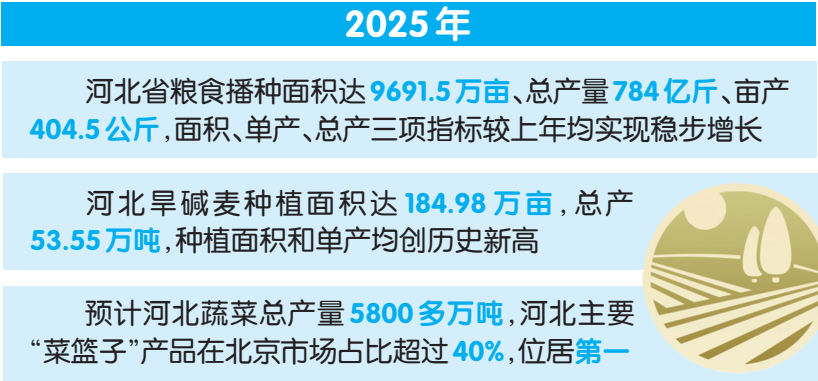 2025年
河北省粮食播种面积达9691.5万亩、总产量784亿斤、亩产
404.5公斤,面积、单产、总产三项指标较上年均实现稳步增长
河北旱碱麦种植面积达184.98万亩,总产
53.55万吨,种植面积和单产均创历史新高
预计河北蔬菜总产量5800多万吨,河北主要
“菜篮子”产品在北京市场占比超过40%,位居第一